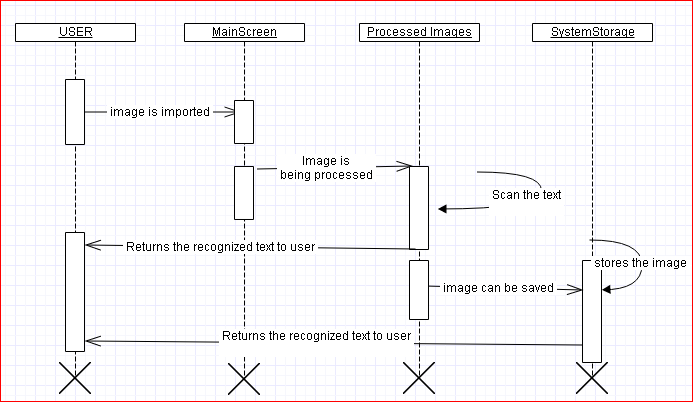 USER
MainScreen
Processed Images
SystemStorage
image is imported
Image is
being processed
Scan the text
Returns the recognized text to user
stores the image
image can be saved
Returns the recognized text to user